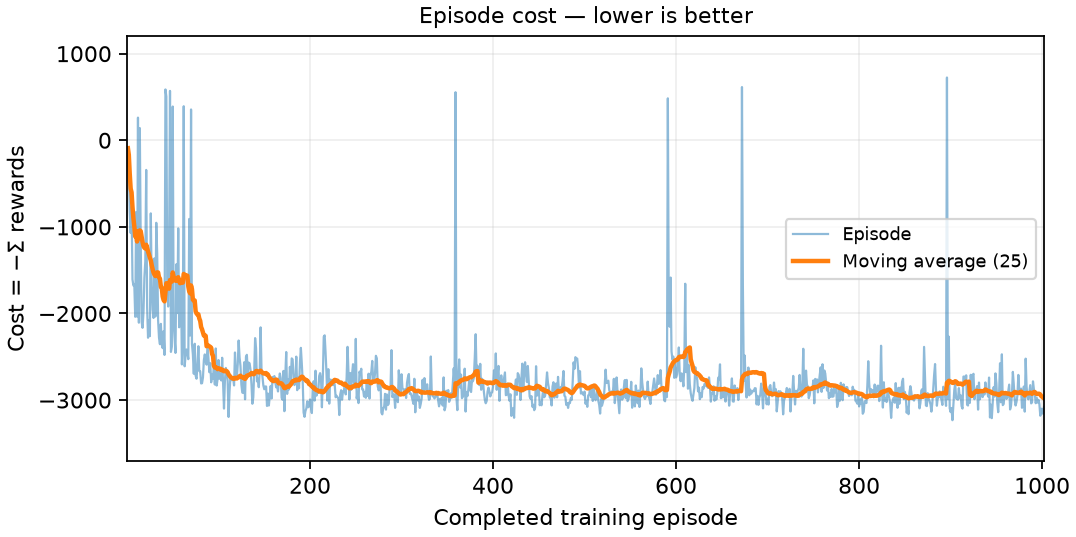 Episode cost — lower is better
Cost = −Σ rewards
1000
0
−1000
−2000
−3000
Episode
Moving average (25)
200
400
600
800
1000
Completed training episode